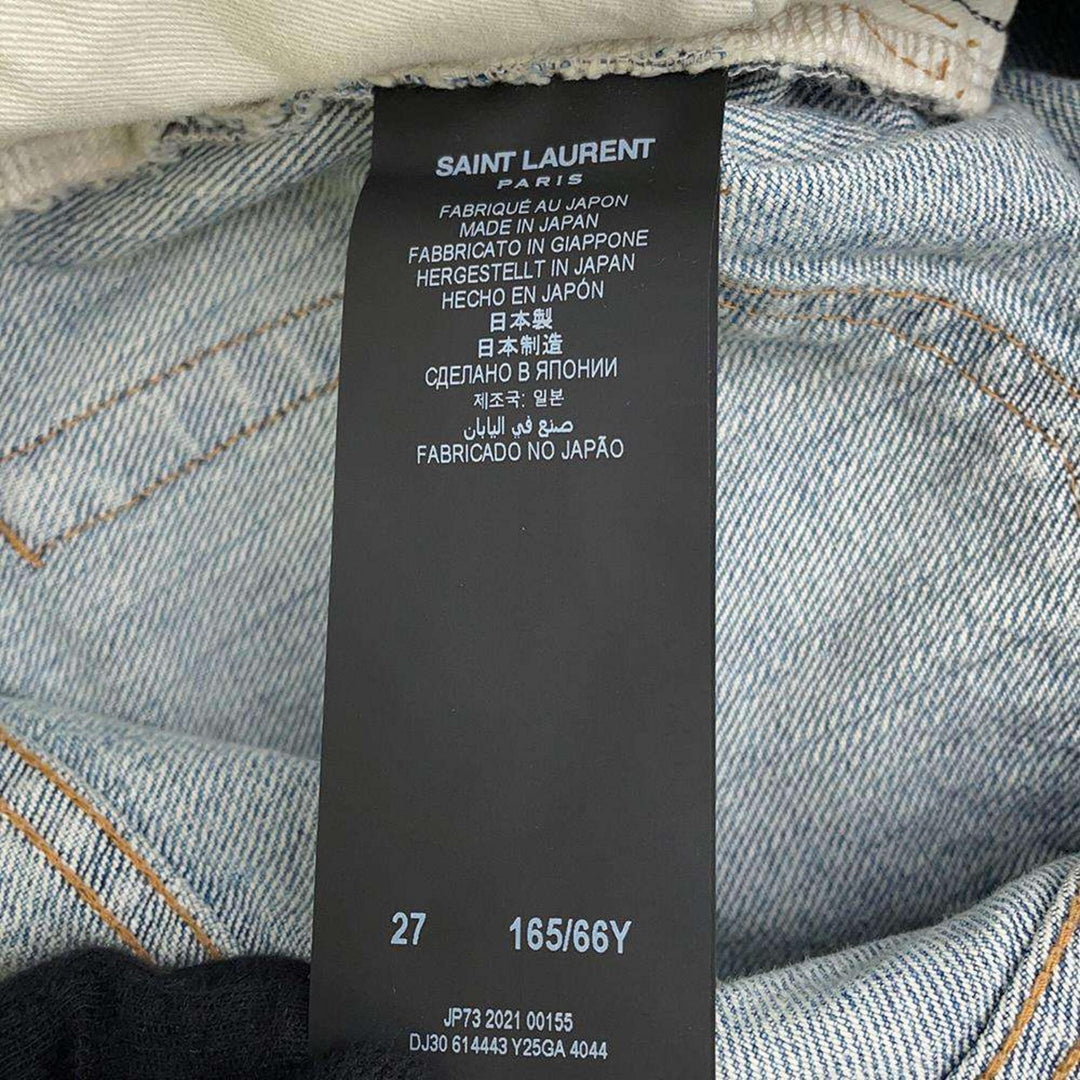 SAINT LAURENT
PARIS
FABRIQUÉ AU JAPON
MADE IN JAPAN
FABBRICATO IN GIAPPONE
HERGESTELLT IN JAPAN
HECHO EN JAPÓN
日本製
日本制造
СДЕЛАНО В ЯПОНИИ
제조국: 일본
صنع في اليابان
FABRICADO NO JAPÃO
27 165/66Y
JP73 2021 00155
DJ30 614443 Y25GA 4044